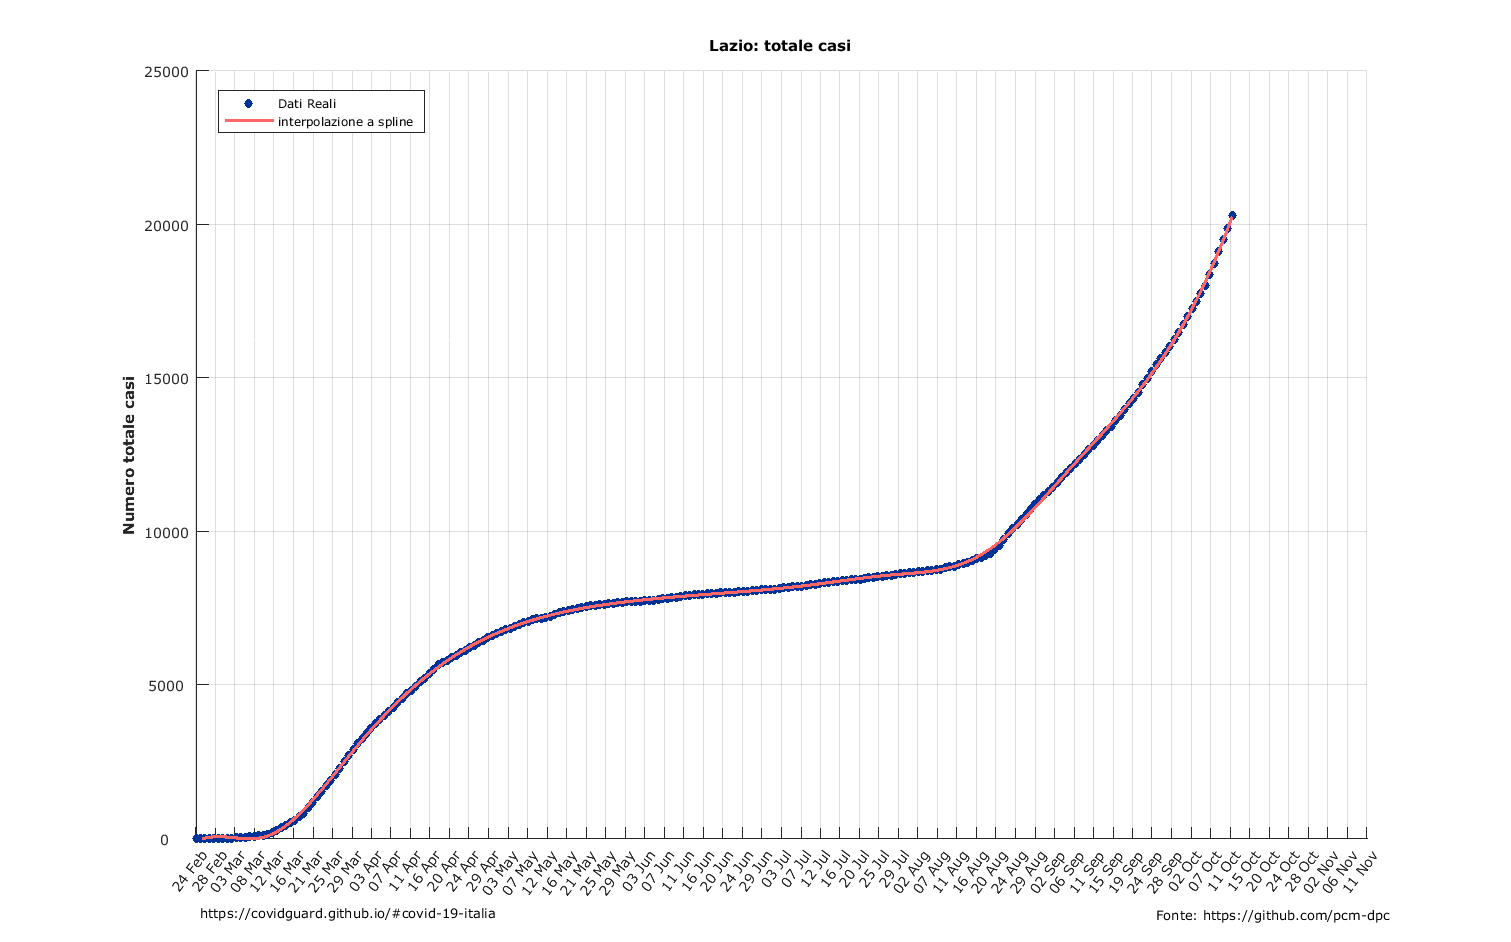 Lazio: totale casi
25000
20000
15000
10000
5000
0
Numero totale casi
Dati Reali
interpolazione a spline
24 Feb
28 Feb
03 Mar
08 Mar
12 Mar
16 Mar
21 Mar
25 Mar
29 Mar
03 Apr
07 Apr
11 Apr
16 Apr
20 Apr
24 Apr
29 Apr
03 May
07 May
12 May
16 May
21 May
25 May
29 May
03 Jun
07 Jun
11 Jun
16 Jun
20 Jun
24 Jun
29 Jun
03 Jul
07 Jul
12 Jul
16 Jul
20 Jul
25 Jul
29 Jul
02 Aug
07 Aug
11 Aug
16 Aug
20 Aug
24 Aug
29 Aug
02 Sep
06 Sep
11 Sep
15 Sep
19 Sep
24 Sep
28 Sep
02 Oct
07 Oct
11 Oct
15 Oct
20 Oct
24 Oct
28 Oct
02 Nov
06 Nov
11 Nov
https://covidguard.github.io/#covid-19-italia
Fonte: https://github.com/pcm-dpc